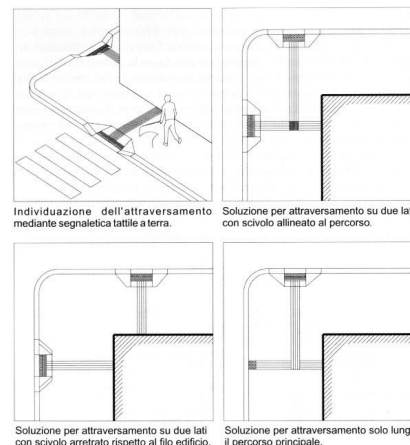 Individuazione dell'attraversamento
mediante segnaletica tattile a terra.
Soluzione per attraversamento su due lat
con scivolo allineato al percorso.
Soluzione per attraversamento su due lati
con scivolo arretrato rispetto al filo edificio.
Soluzione per attraversamento solo lung
il percorso principale.